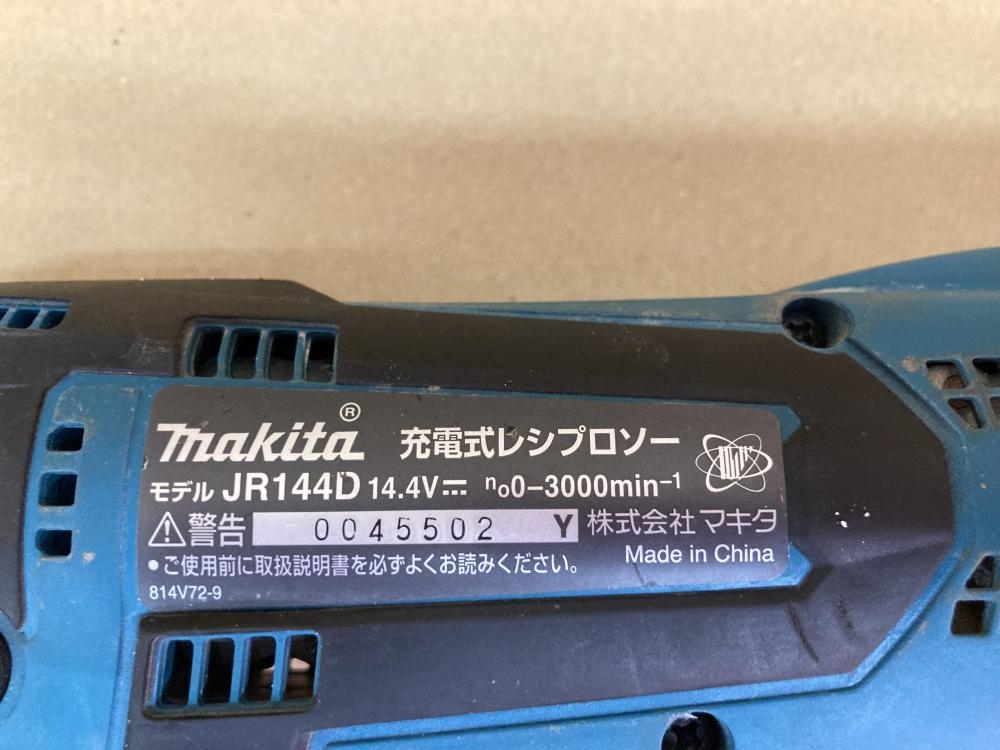 makita® 充電式レシプロソー
モデル JR144D 14.4V⎓ n₀0-3000min⁻¹
⚠警告 0045502 Y 株式会社マキタ
Made in China
•ご使用前に取扱説明書を必ずよくお読みください。
814V72-9